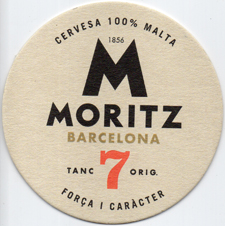 CERVESA 100% MALTA
1856
M
MORITZ
BARCELONA
TANC 7 ORIG.
FORÇA I CARÀCTER